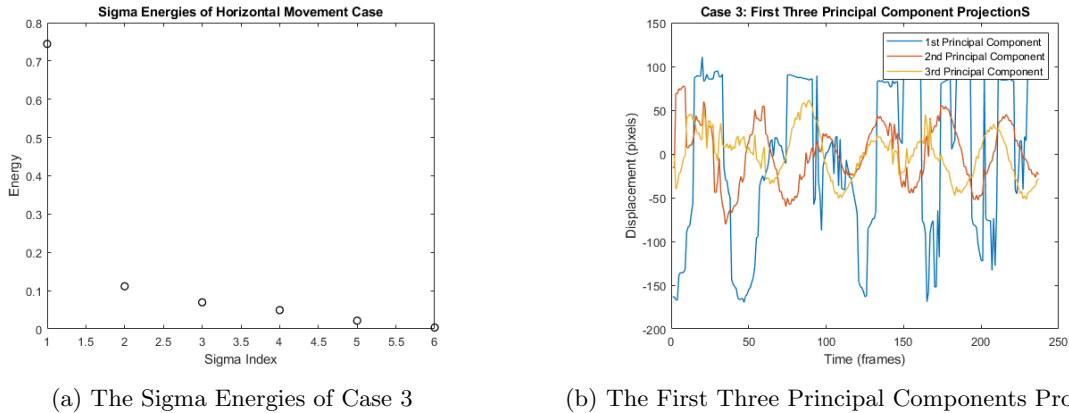 Sigma Energies of Horizontal Movement Case
0.8
0.7
0.6
0.5
0.4
0.3
0.2
0.1
0
Energy
1 1.5 2 2.5 3 3.5 4 4.5 5 5.5 6
Sigma Index
(a) The Sigma Energies of Case 3
Case 3: First Three Principal Component ProjectionS
150
100
50
0
-50
-100
-150
-200
Displacement (pixels)
1st Principal Component
2nd Principal Component
3rd Principal Component
0 50 100 150 200 250
Time (frames)
(b) The First Three Principal Components Pro